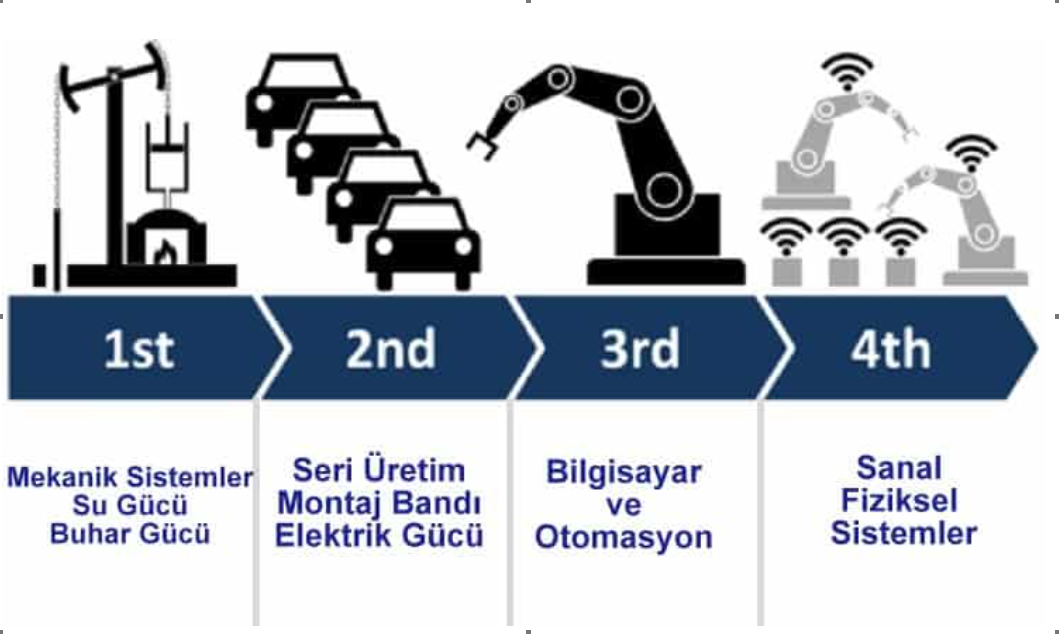 1st
2nd
3rd
4th
Mekanik Sistemler
Su Gücü
Buhar Gücü
Seri Üretim
Montaj Bandı
Elektrik Gücü
Bilgisayar
ve
Otomasyon
Sanal
Fiziksel
Sistemler